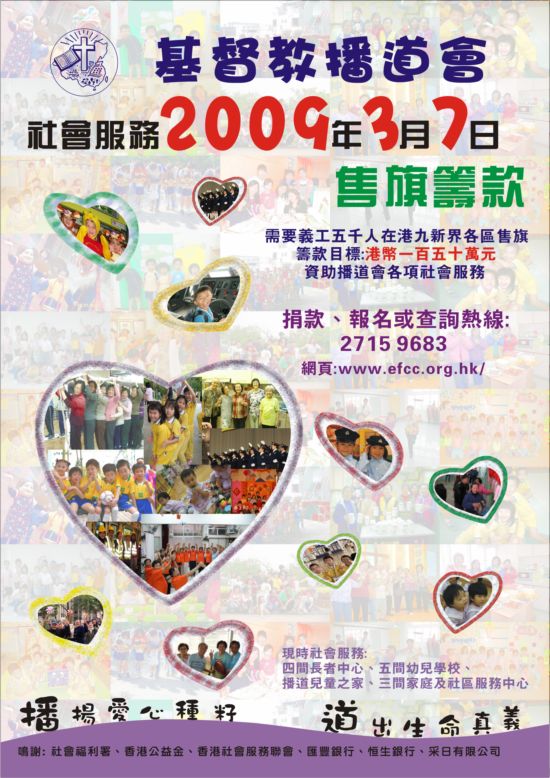 基督教播道會
社會服務2009年3月7日
售旗籌款
需要義工五千人在港九新界各區售旗
籌款目標:港幣一百五十萬元
資助播道會各項社會服務
捐款、報名或查詢熱線:
2715 9683
網頁:www.efcc.org.hk/
現時社會服務:
四間長者中心、五間幼兒學校、
播道兒童之家、三間家庭及社區服務中心
播揚愛心種籽 道出生命真義
鳴謝: 社會福利署、香港公益金、香港社會服務聯會、匯豐銀行、恒生銀行、采日有限公司